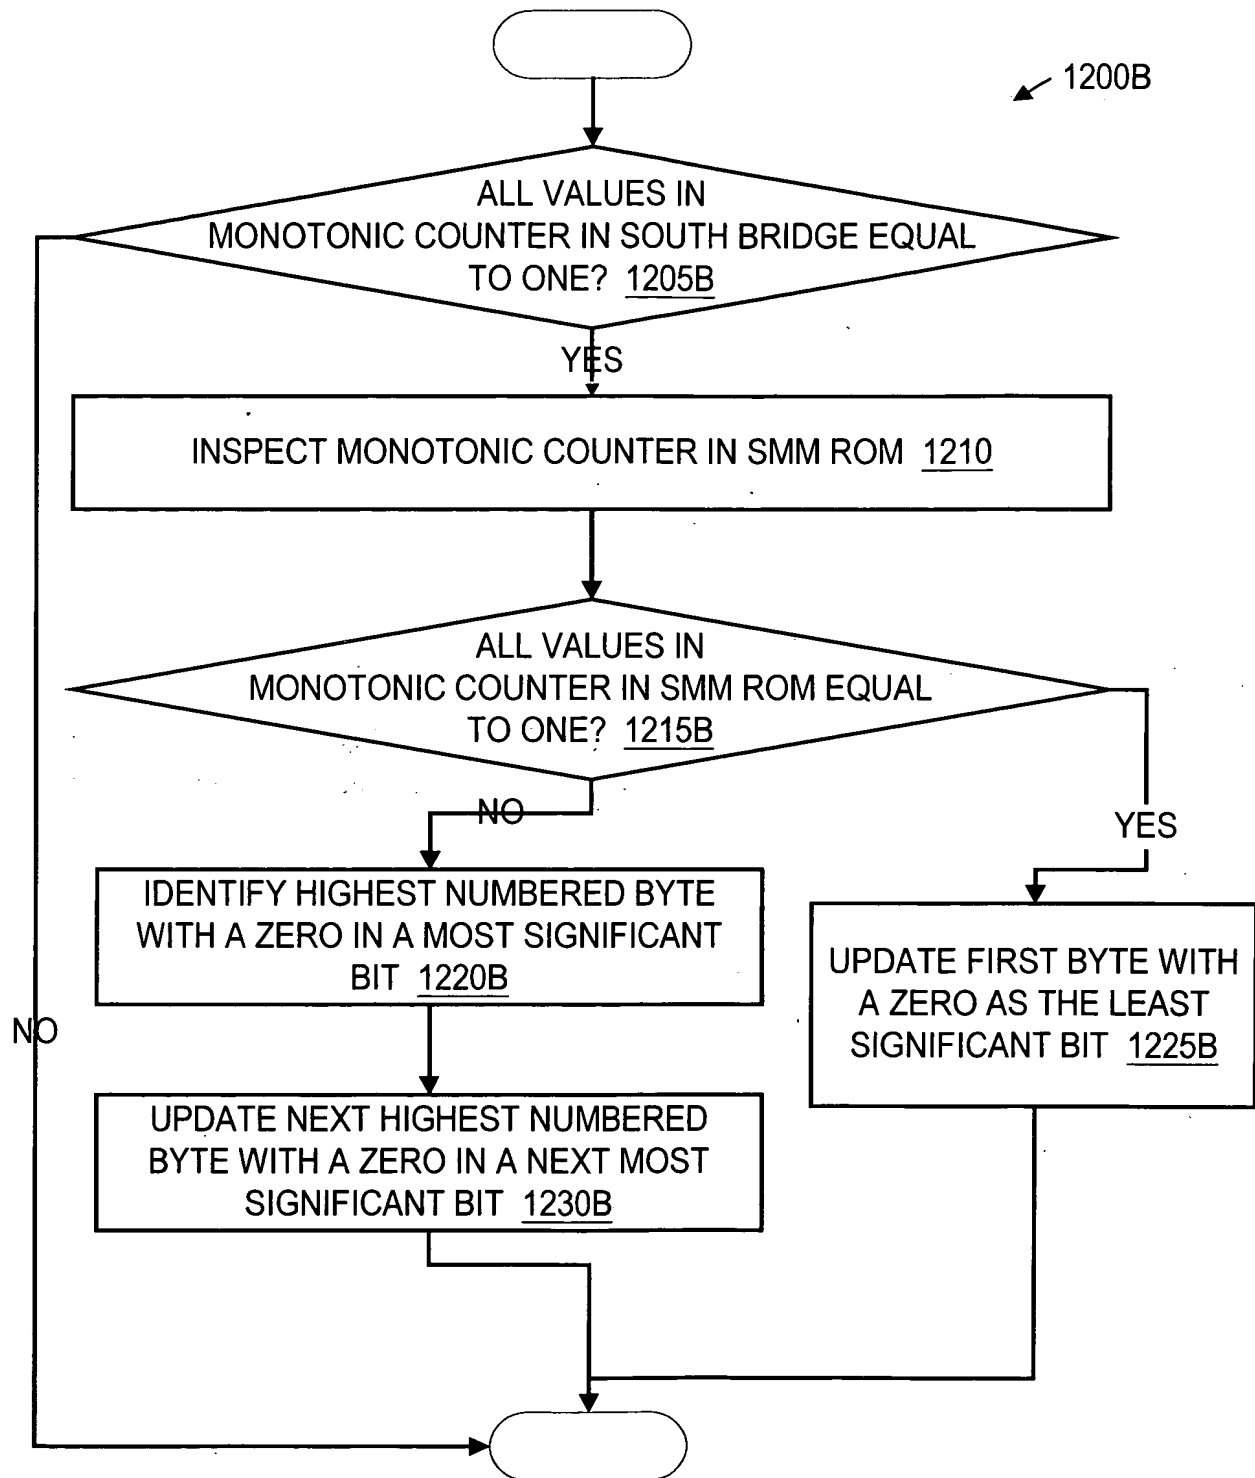 1200B
ALL VALUES IN
MONOTONIC COUNTER IN SOUTH BRIDGE EQUAL
TO ONE? 1205B
YES
INSPECT MONOTONIC COUNTER IN SMM ROM 1210
ALL VALUES IN
MONOTONIC COUNTER IN SMM ROM EQUAL
TO ONE? 1215B
NO
YES
IDENTIFY HIGHEST NUMBERED BYTE
WITH A ZERO IN A MOST SIGNIFICANT
BIT 1220B
UPDATE FIRST BYTE WITH
A ZERO AS THE LEAST
SIGNIFICANT BIT 1225B
NO
UPDATE NEXT HIGHEST NUMBERED
BYTE WITH A ZERO IN A NEXT MOST
SIGNIFICANT BIT 1230B